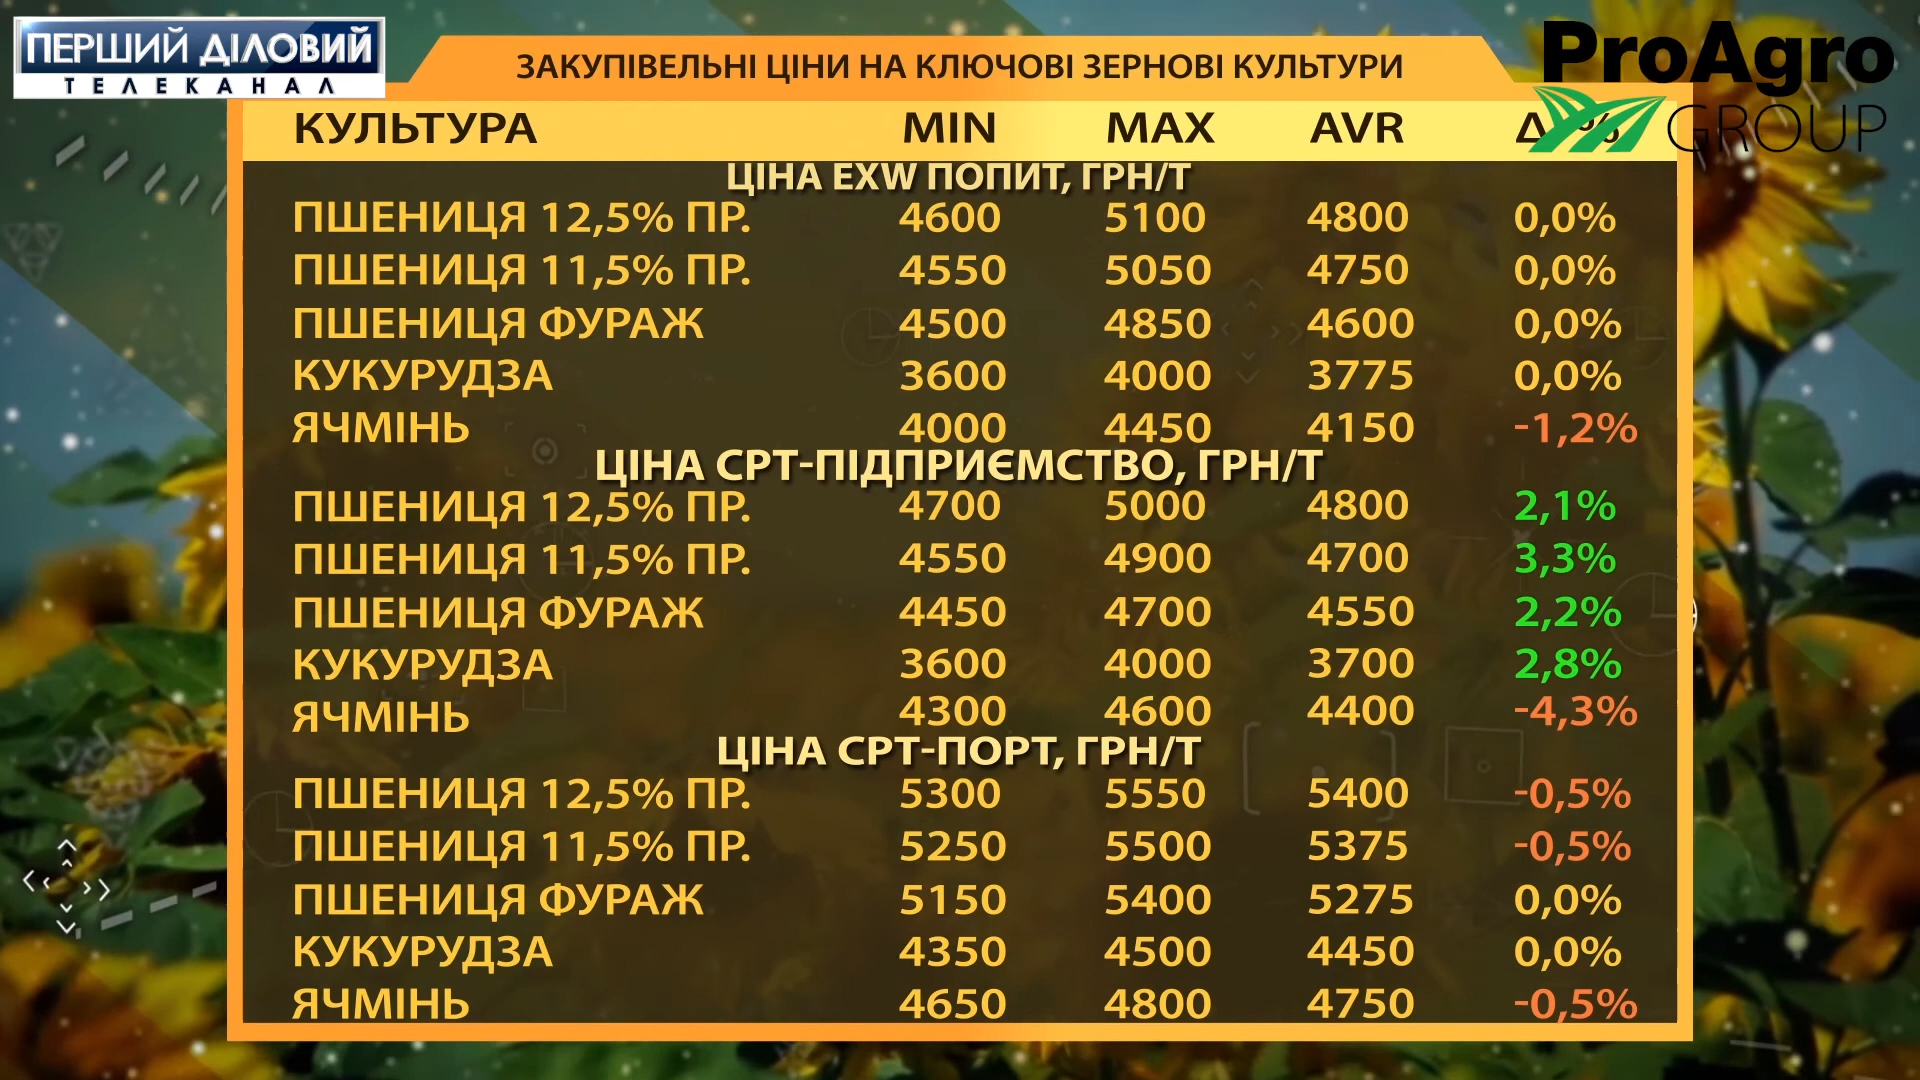 ПЕРШИЙ ДІЛОВИЙ
ТЕЛЕКАНАЛ
ЗАКУПІВЕЛЬНІ ЦІНИ НА КЛЮЧОВІ ЗЕРНОВІ КУЛЬТУРИ
ProAgro
GROUP
КУЛЬТУРА MIN MAX AVR Δ %
ЦІНА EXW ПОПИТ, ГРН/Т
ПШЕНИЦЯ 12,5% ПР. 4600 5100 4800 0,0%
ПШЕНИЦЯ 11,5% ПР. 4550 5050 4750 0,0%
ПШЕНИЦЯ ФУРАЖ 4500 4850 4600 0,0%
КУКУРУДЗА 3600 4000 3775 0,0%
ЯЧМІНЬ 4000 4450 4150 -1,2%
ЦІНА CPT-ПІДПРИЄМСТВО, ГРН/Т
ПШЕНИЦЯ 12,5% ПР. 4700 5000 4800 2,1%
ПШЕНИЦЯ 11,5% ПР. 4550 4900 4700 3,3%
ПШЕНИЦЯ ФУРАЖ 4450 4700 4550 2,2%
КУКУРУДЗА 3600 4000 3700 2,8%
ЯЧМІНЬ 4300 4600 4400 -4,3%
ЦІНА CPT-ПОРТ, ГРН/Т
ПШЕНИЦЯ 12,5% ПР. 5300 5550 5400 -0,5%
ПШЕНИЦЯ 11,5% ПР. 5250 5500 5375 -0,5%
ПШЕНИЦЯ ФУРАЖ 5150 5400 5275 0,0%
КУКУРУДЗА 4350 4500 4450 0,0%
ЯЧМІНЬ 4650 4800 4750 -0,5%